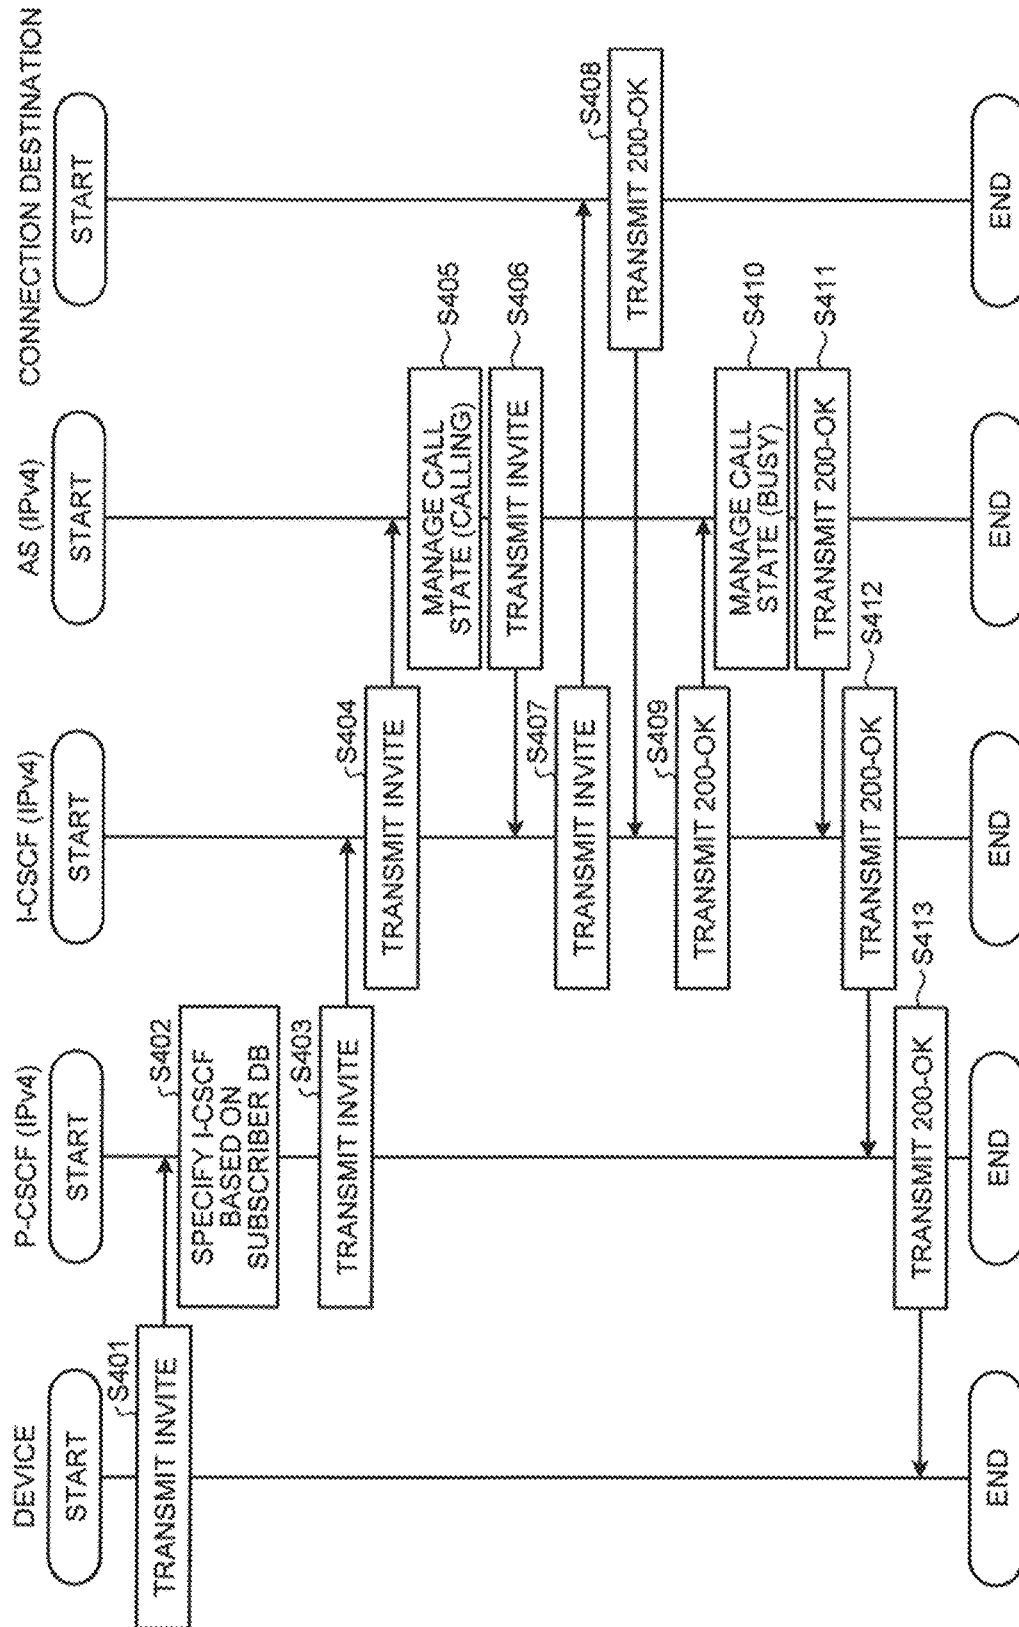 DEVICE
P-CSCF (IPv4)
I-CSCF (IPv4)
AS (IPv4)
CONNECTION DESTINATION
START
START
START
START
START
S401
TRANSMIT INVITE
S402
SPECIFY I-CSCF
BASED ON
SUBSCRIBER DB
S403
TRANSMIT INVITE
S404
TRANSMIT INVITE
S405
MANAGE CALL
STATE (CALLING)
S406
TRANSMIT INVITE
S407
TRANSMIT INVITE
S408
TRANSMIT 200-OK
S409
TRANSMIT 200-OK
S410
MANAGE CALL
STATE (BUSY)
S411
TRANSMIT 200-OK
S412
TRANSMIT 200-OK
S413
TRANSMIT 200-OK
END
END
END
END
END